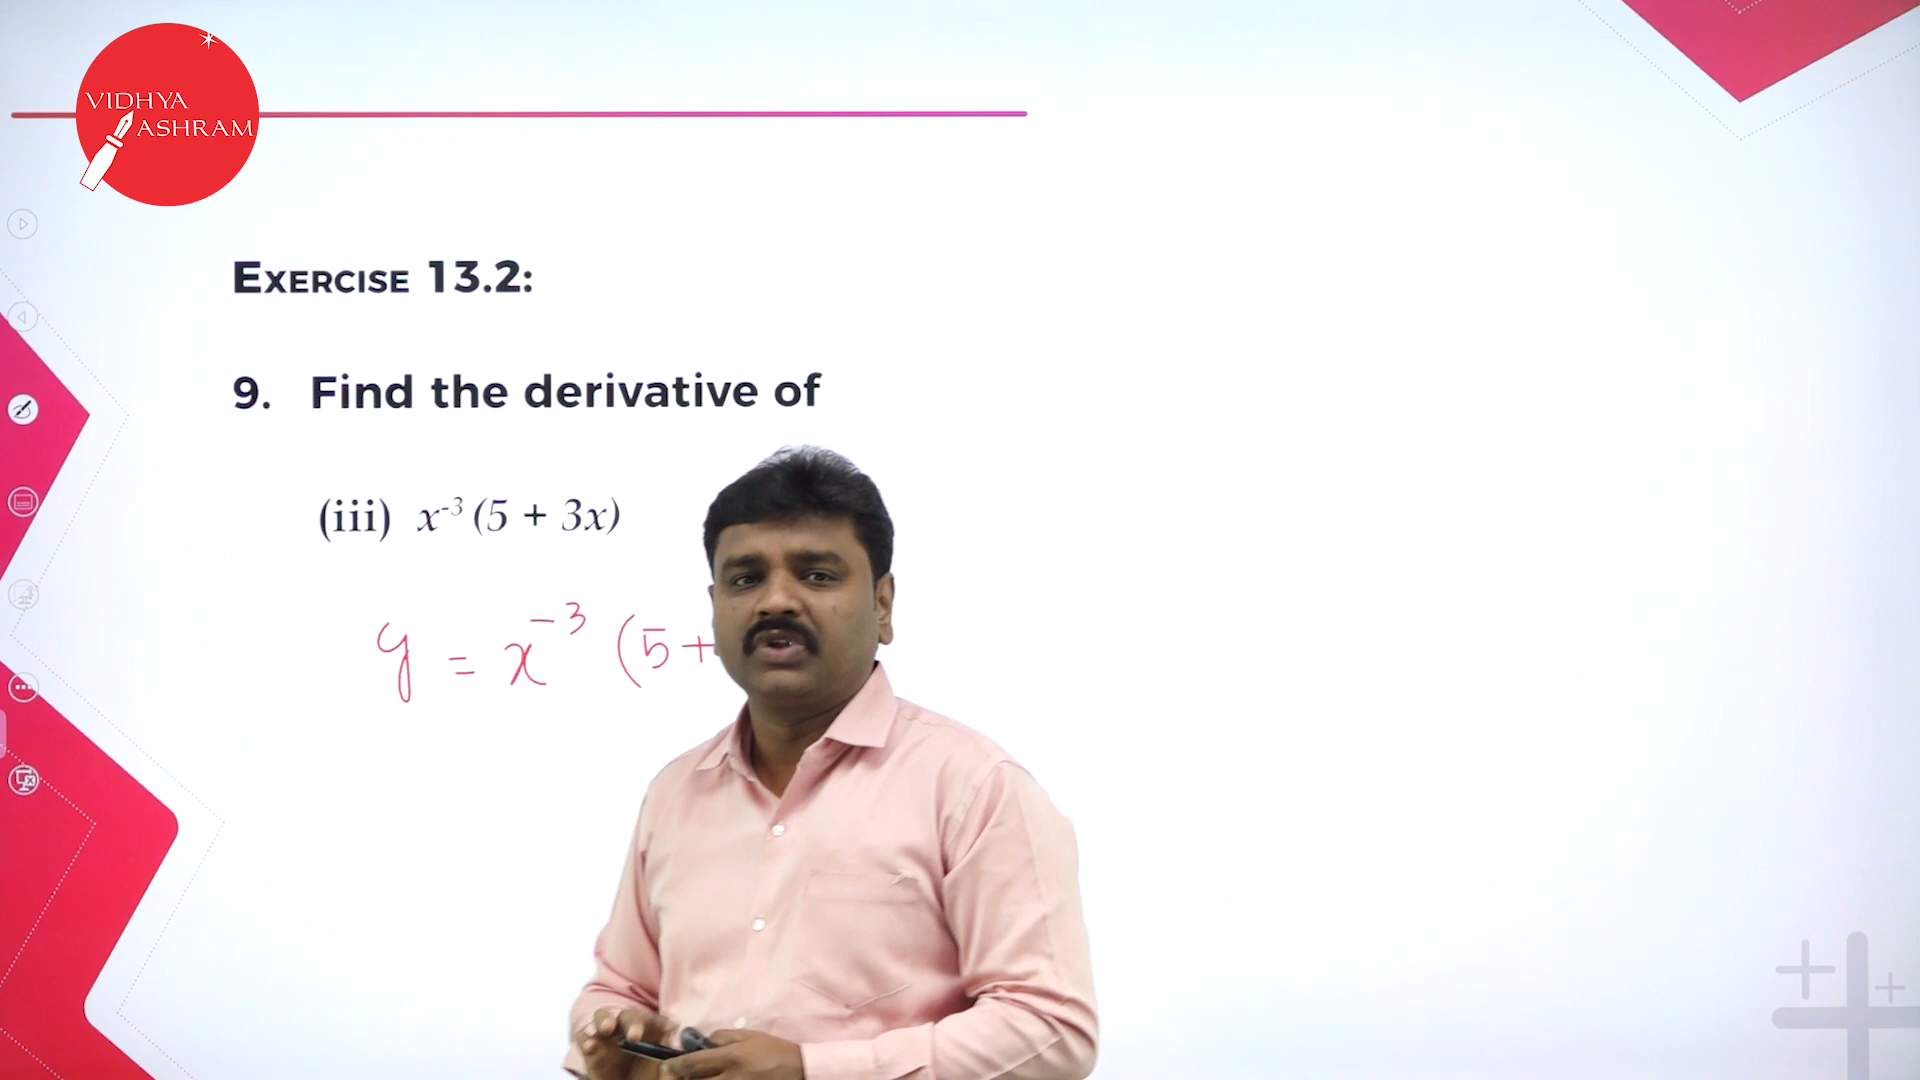 VIDHYA
ASHRAM
EXERCISE 13.2:
9. Find the derivative of
(iii) x⁻³ (5 + 3x)
y = x⁻³ (5+